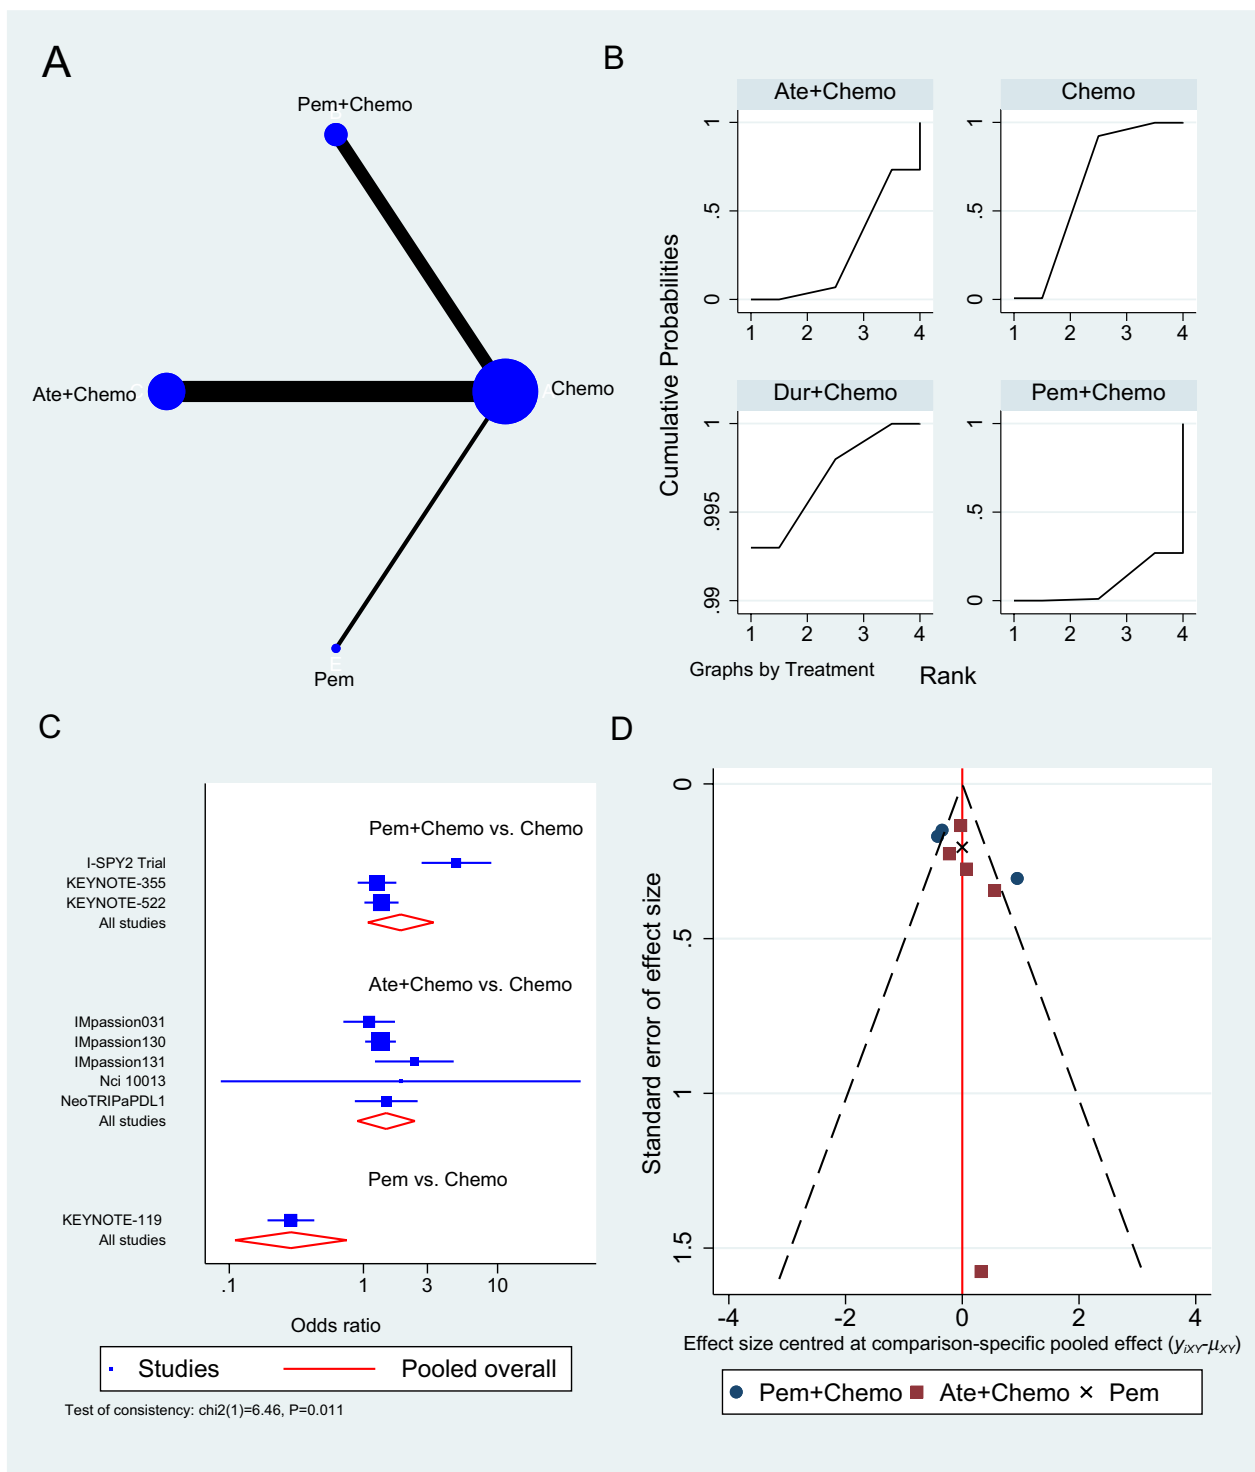 A
Pem+Chemo
Ate+Chemo
Chemo
E
Pem
B
Ate+Chemo
Chemo
Cumulative Probabilities
0 .5 1
1 2 3 4
0 .5 1
1 2 3 4
Dur+Chemo
Pem+Chemo
.99 .995 1
1 2 3 4
0 .5 1
1 2 3 4
Graphs by Treatment
Rank
C
Pem+Chemo vs. Chemo
I-SPY2 Trial
KEYNOTE-355
KEYNOTE-522
All studies
Ate+Chemo vs. Chemo
IMpassion031
IMpassion130
IMpassion131
Nci 10013
NeoTRIPaPDL1
All studies
Pem vs. Chemo
KEYNOTE-119
All studies
.1 1 3 10
Odds ratio
Studies Pooled overall
Test of consistency: chi2(1)=6.46, P=0.011
D
Standard error of effect size
0
.5
1
1.5
-4 -2 0 2 4
Effect size centred at comparison-specific pooled effect (yiXY-μXY)
Pem+Chemo Ate+Chemo Pem